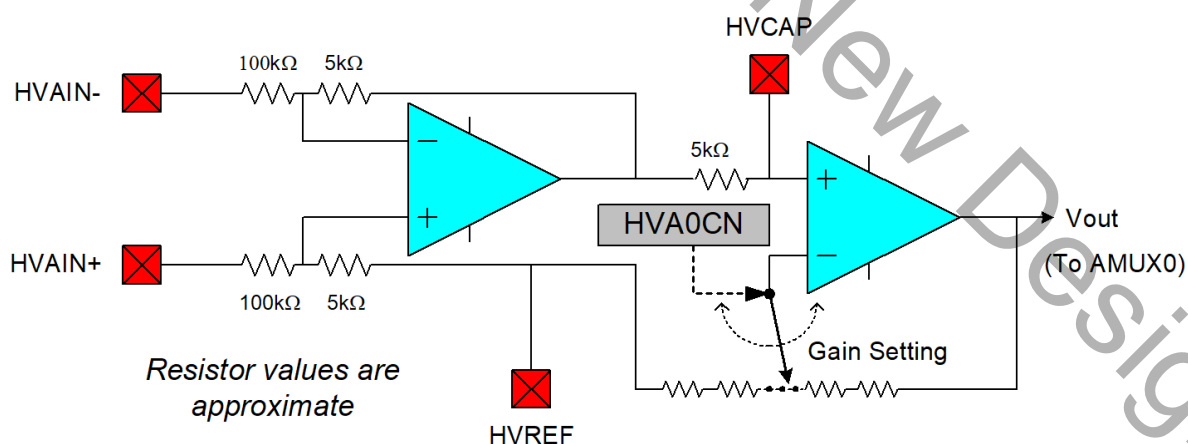 HVCAP
100kΩ 5kΩ
HVAIN-
−
5kΩ
+
HVA0CN
Vout
(To AMUX0)
+
−
HVAIN+
100kΩ 5kΩ
Gain Setting
Resistor values are
approximate
HVREF
New Desig